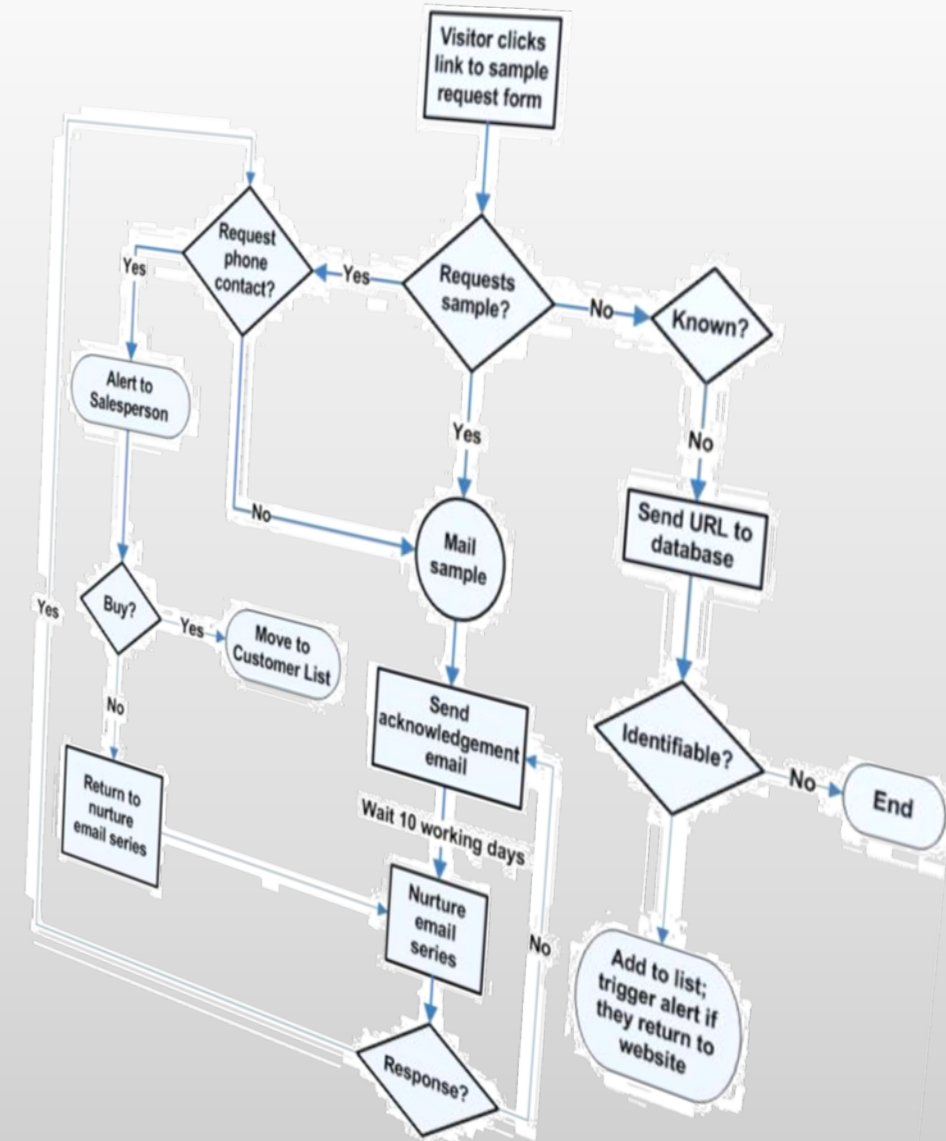 Visitor clicks
link to sample
request form
Request
phone
contact?
Yes
Requests
sample?
No
Known?
Yes
Alert to
Salesperson
Yes
No
No
Mail
sample
Send URL to
database
Yes
Buy?
Yes
Move to
Customer List
No
Send
acknowledgement
email
Identifiable?
No
End
Return to
nurture
email series
Wait 10 working days
Nurture
email
series
No
Add to list;
trigger alert if
they return to
website
Response?